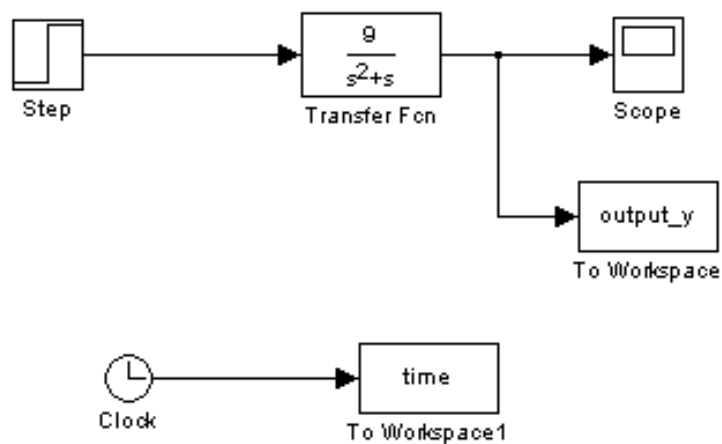 Step
9
s²+s
Transfer Fcn
Scope
output_y
To Workspace
Clock
time
To Workspace1